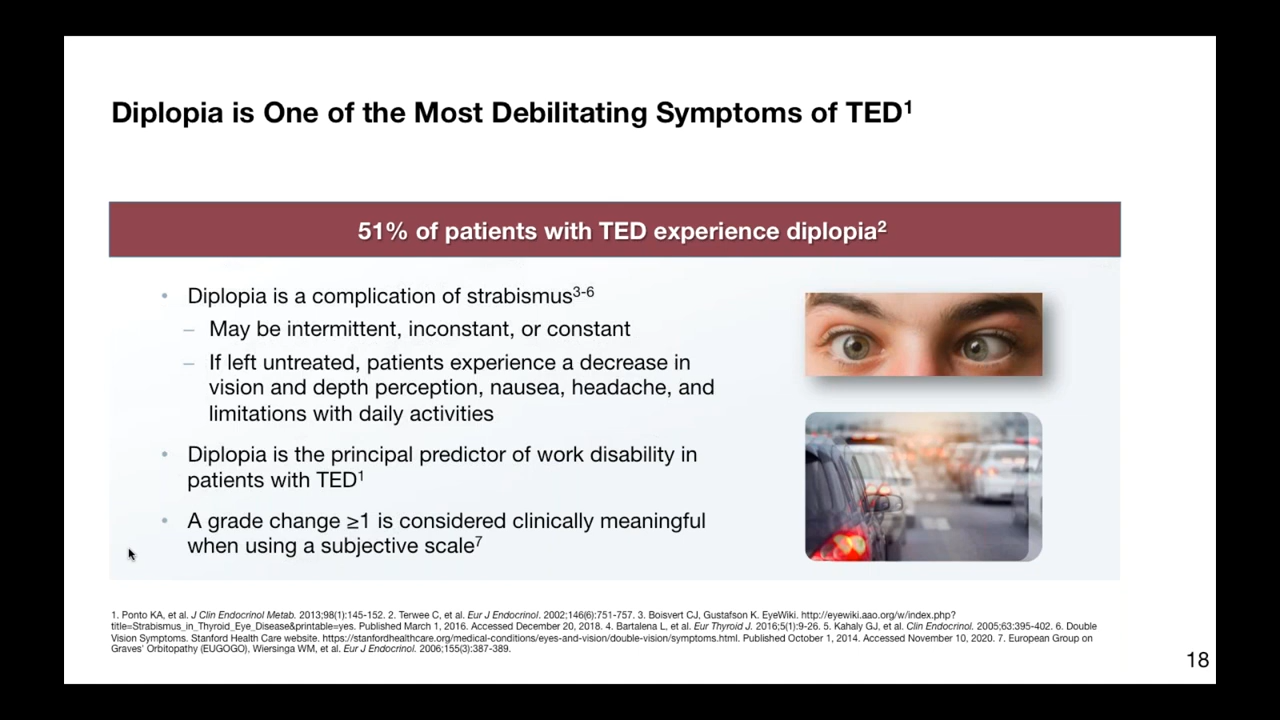 Diplopia is One of the Most Debilitating Symptoms of TED¹
51% of patients with TED experience diplopia²
• Diplopia is a complication of strabismus³⁻⁶
– May be intermittent, inconstant, or constant
– If left untreated, patients experience a decrease in
vision and depth perception, nausea, headache, and
limitations with daily activities
• Diplopia is the principal predictor of work disability in
patients with TED¹
• A grade change ≥1 is considered clinically meaningful
when using a subjective scale⁷
1. Ponto KA, et al. J Clin Endocrinol Metab. 2013;98(1):145-152. 2. Terwee C, et al. Eur J Endocrinol. 2002;146(6):751-757. 3. Boisvert CJ, Gustafson K. EyeWiki. http://eyewiki.aao.org/w/index.php?
title=Strabismus_in_Thyroid_Eye_Disease&printable=yes. Published March 1, 2016. Accessed December 20, 2018. 4. Bartalena L, et al. Eur Thyroid J. 2016;5(1):9-26. 5. Kahaly GJ, et al. Clin Endocrinol. 2005;63:395-402. 6. Double
Vision Symptoms. Stanford Health Care website. https://stanfordhealthcare.org/medical-conditions/eyes-and-vision/double-vision/symptoms.html. Published October 1, 2014. Accessed November 10, 2020. 7. European Group on
Graves' Orbitopathy (EUGOGO), Wiersinga WM, et al. Eur J Endocrinol. 2006;155(3):387-389.
18